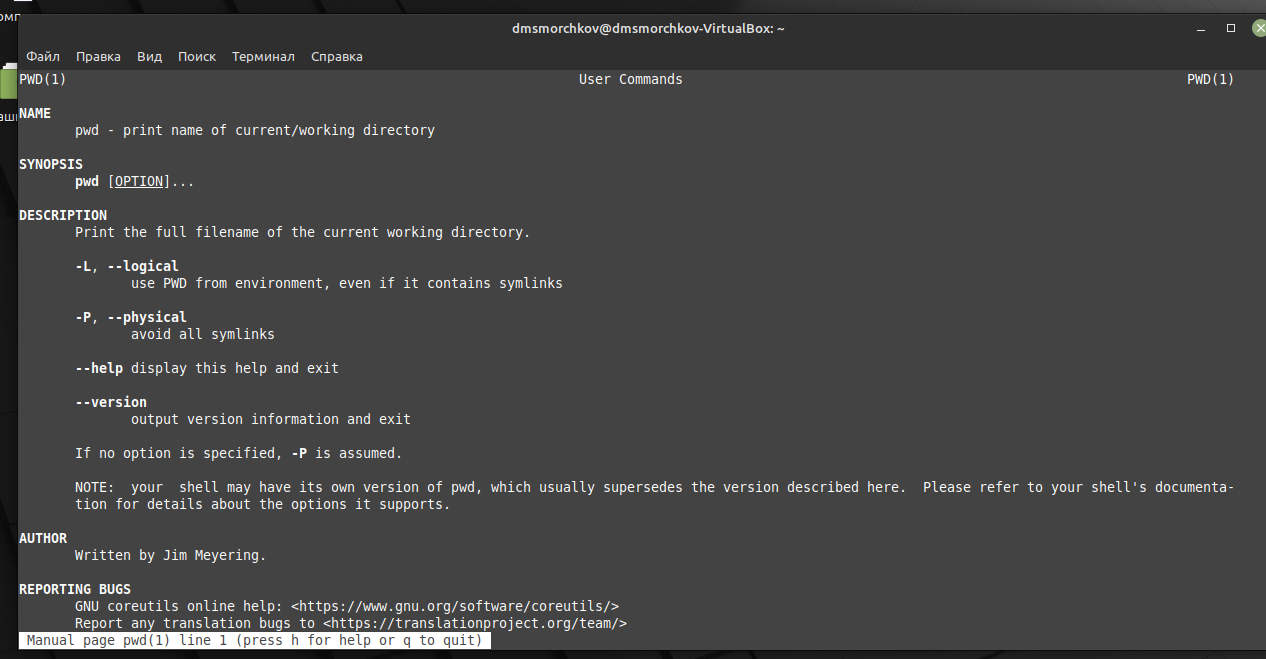 dmsmorchkov@dmsmorchkov-VirtualBox: ~
Файл Правка Вид Поиск Терминал Справка
PWD(1) User Commands PWD(1)
NAME
pwd - print name of current/working directory
SYNOPSIS
pwd [OPTION]...
DESCRIPTION
Print the full filename of the current working directory.
-L, --logical
use PWD from environment, even if it contains symlinks
-P, --physical
avoid all symlinks
--help display this help and exit
--version
output version information and exit
If no option is specified, -P is assumed.
NOTE:  your  shell may have its own version of pwd, which usually supersedes the version described here.  Please refer to your shell's documenta-
tion for details about the options it supports.
AUTHOR
Written by Jim Meyering.
REPORTING BUGS
GNU coreutils online help: <https://www.gnu.org/software/coreutils/>
Report any translation bugs to <https://translationproject.org/team/>
Manual page pwd(1) line 1 (press h for help or q to quit)